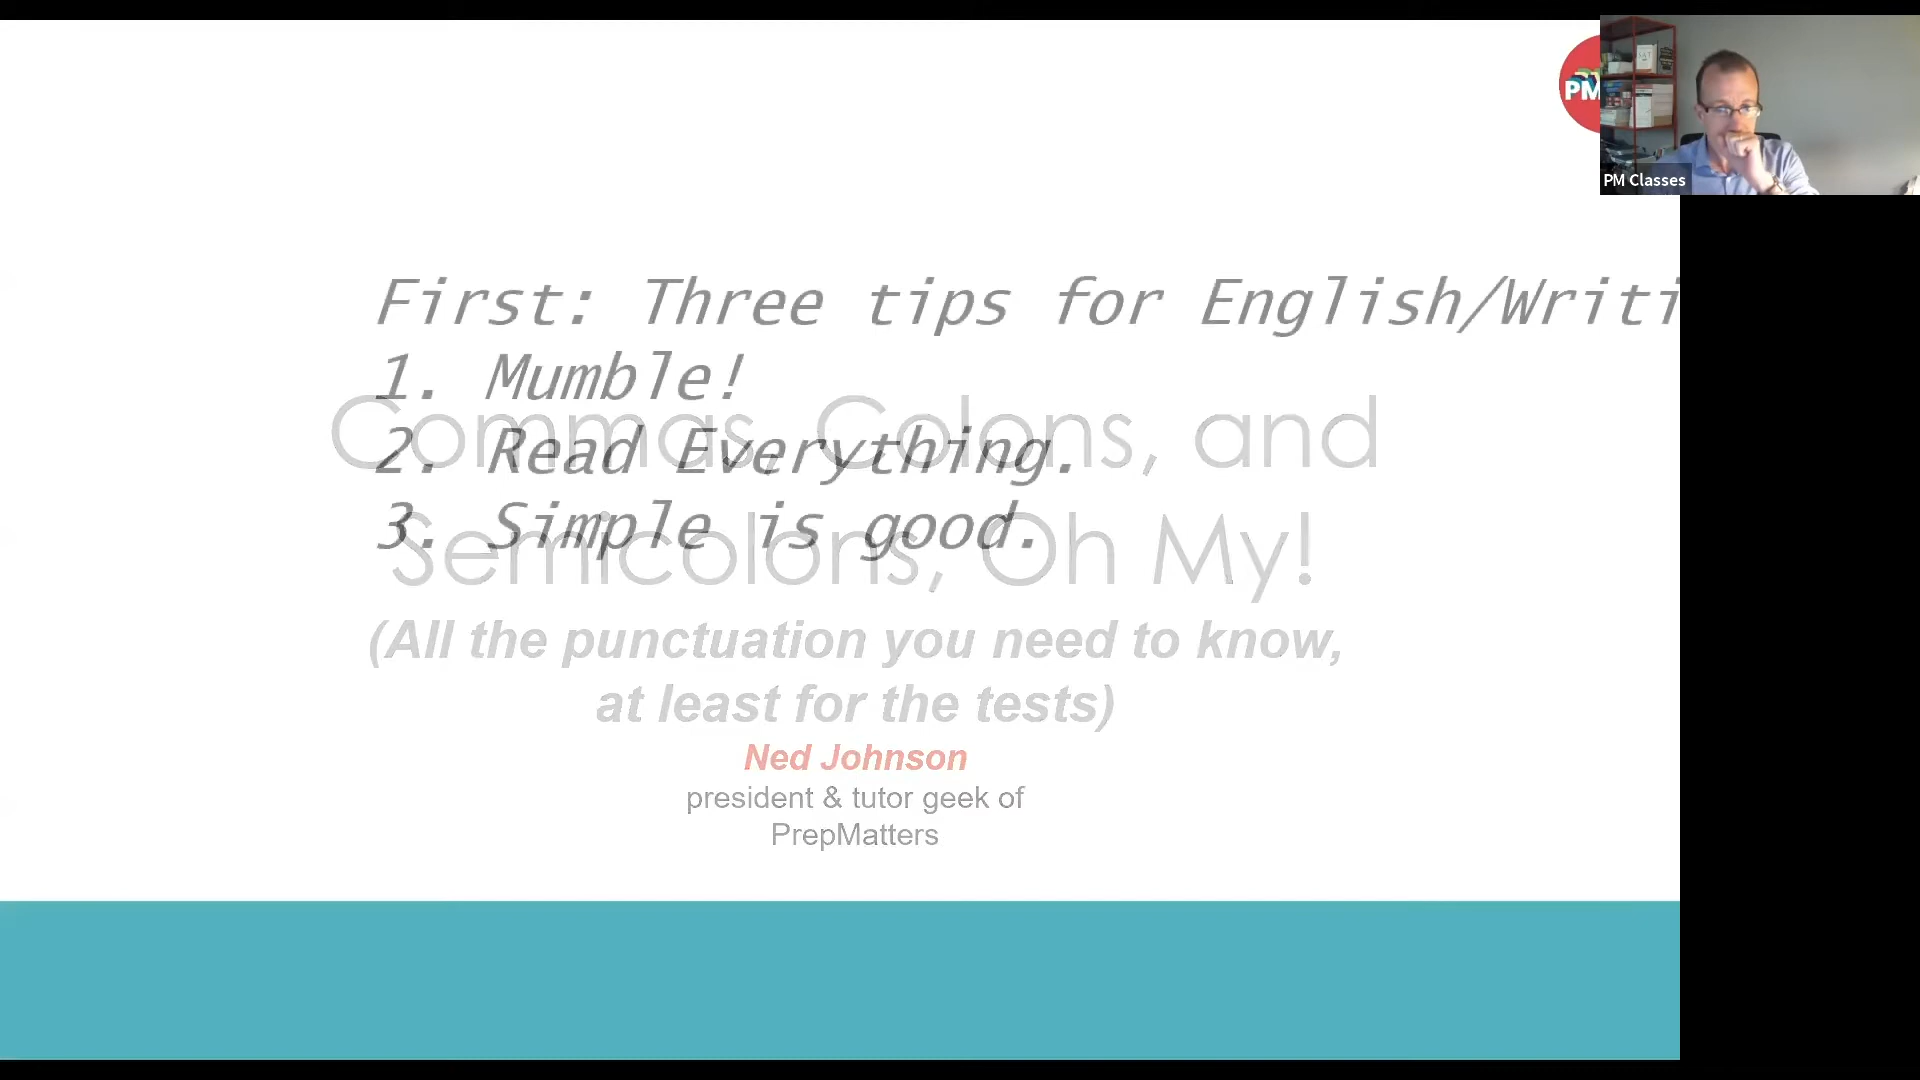 PM
PM Classes
First: Three tips for English/Writi
1. Mumble!
2. Read Everything.
3. Simple is good.
Commas, Colons, and
Semicolons, Oh My!
(All the punctuation you need to know,
at least for the tests)
Ned Johnson
president & tutor geek of
PrepMatters